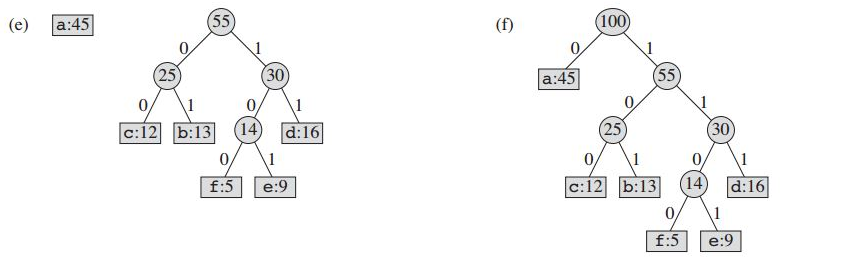 (e) a:45 55 (f) 100
0 1 0 1
25 30 a:45 55
0 1 0 1 0 1
c:12 b:13 14 d:16 25 30
0 1 0 1 0 1
f:5 e:9 c:12 b:13 14 d:16
0 1
f:5 e:9